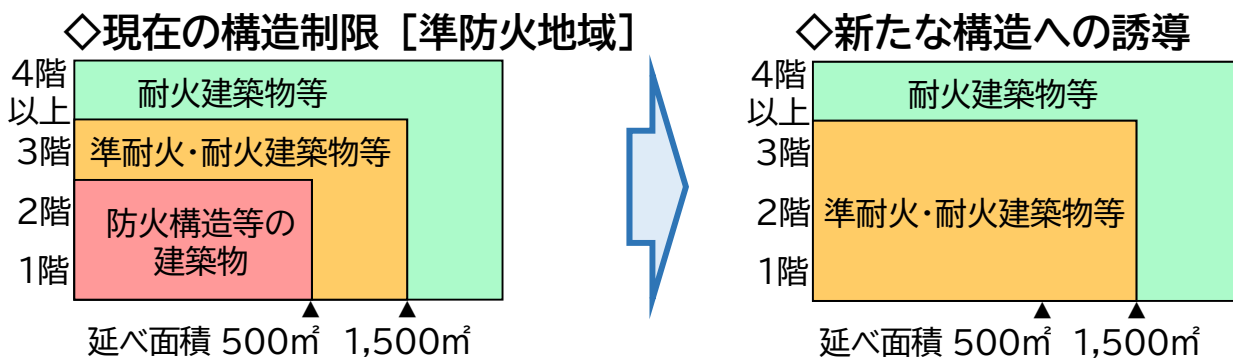 ◇現在の構造制限［準防火地域］
4階
以上
3階
2階
1階
耐火建築物等
準耐火・耐火建築物等
防火構造等の
建築物
▲ ▲
延べ面積 500㎡ 1,500㎡
◇新たな構造への誘導
4階
以上
3階
2階
1階
耐火建築物等
準耐火・耐火建築物等
▲ ▲
延べ面積 500㎡ 1,500㎡